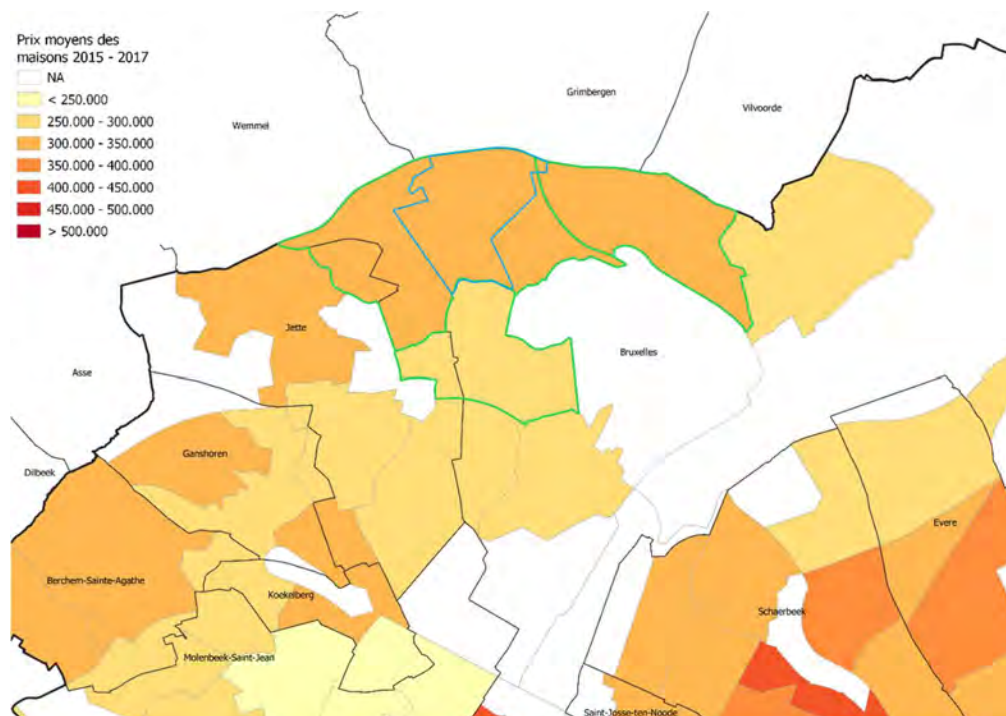 Prix moyens des
maisons 2015 - 2017
NA
< 250.000
250.000 - 300.000
300.000 - 350.000
350.000 - 400.000
400.000 - 450.000
450.000 - 500.000
> 500.000
Grimbergen
Vilvoorde
Wemmel
Jette
Bruxelles
Asse
Ganshoren
Dilbeek
Evere
Berchem-Sainte-Agathe
Koekelberg
Schaerbeek
Molenbeek-Saint-Jean
Saint-Josse-ten-Noode